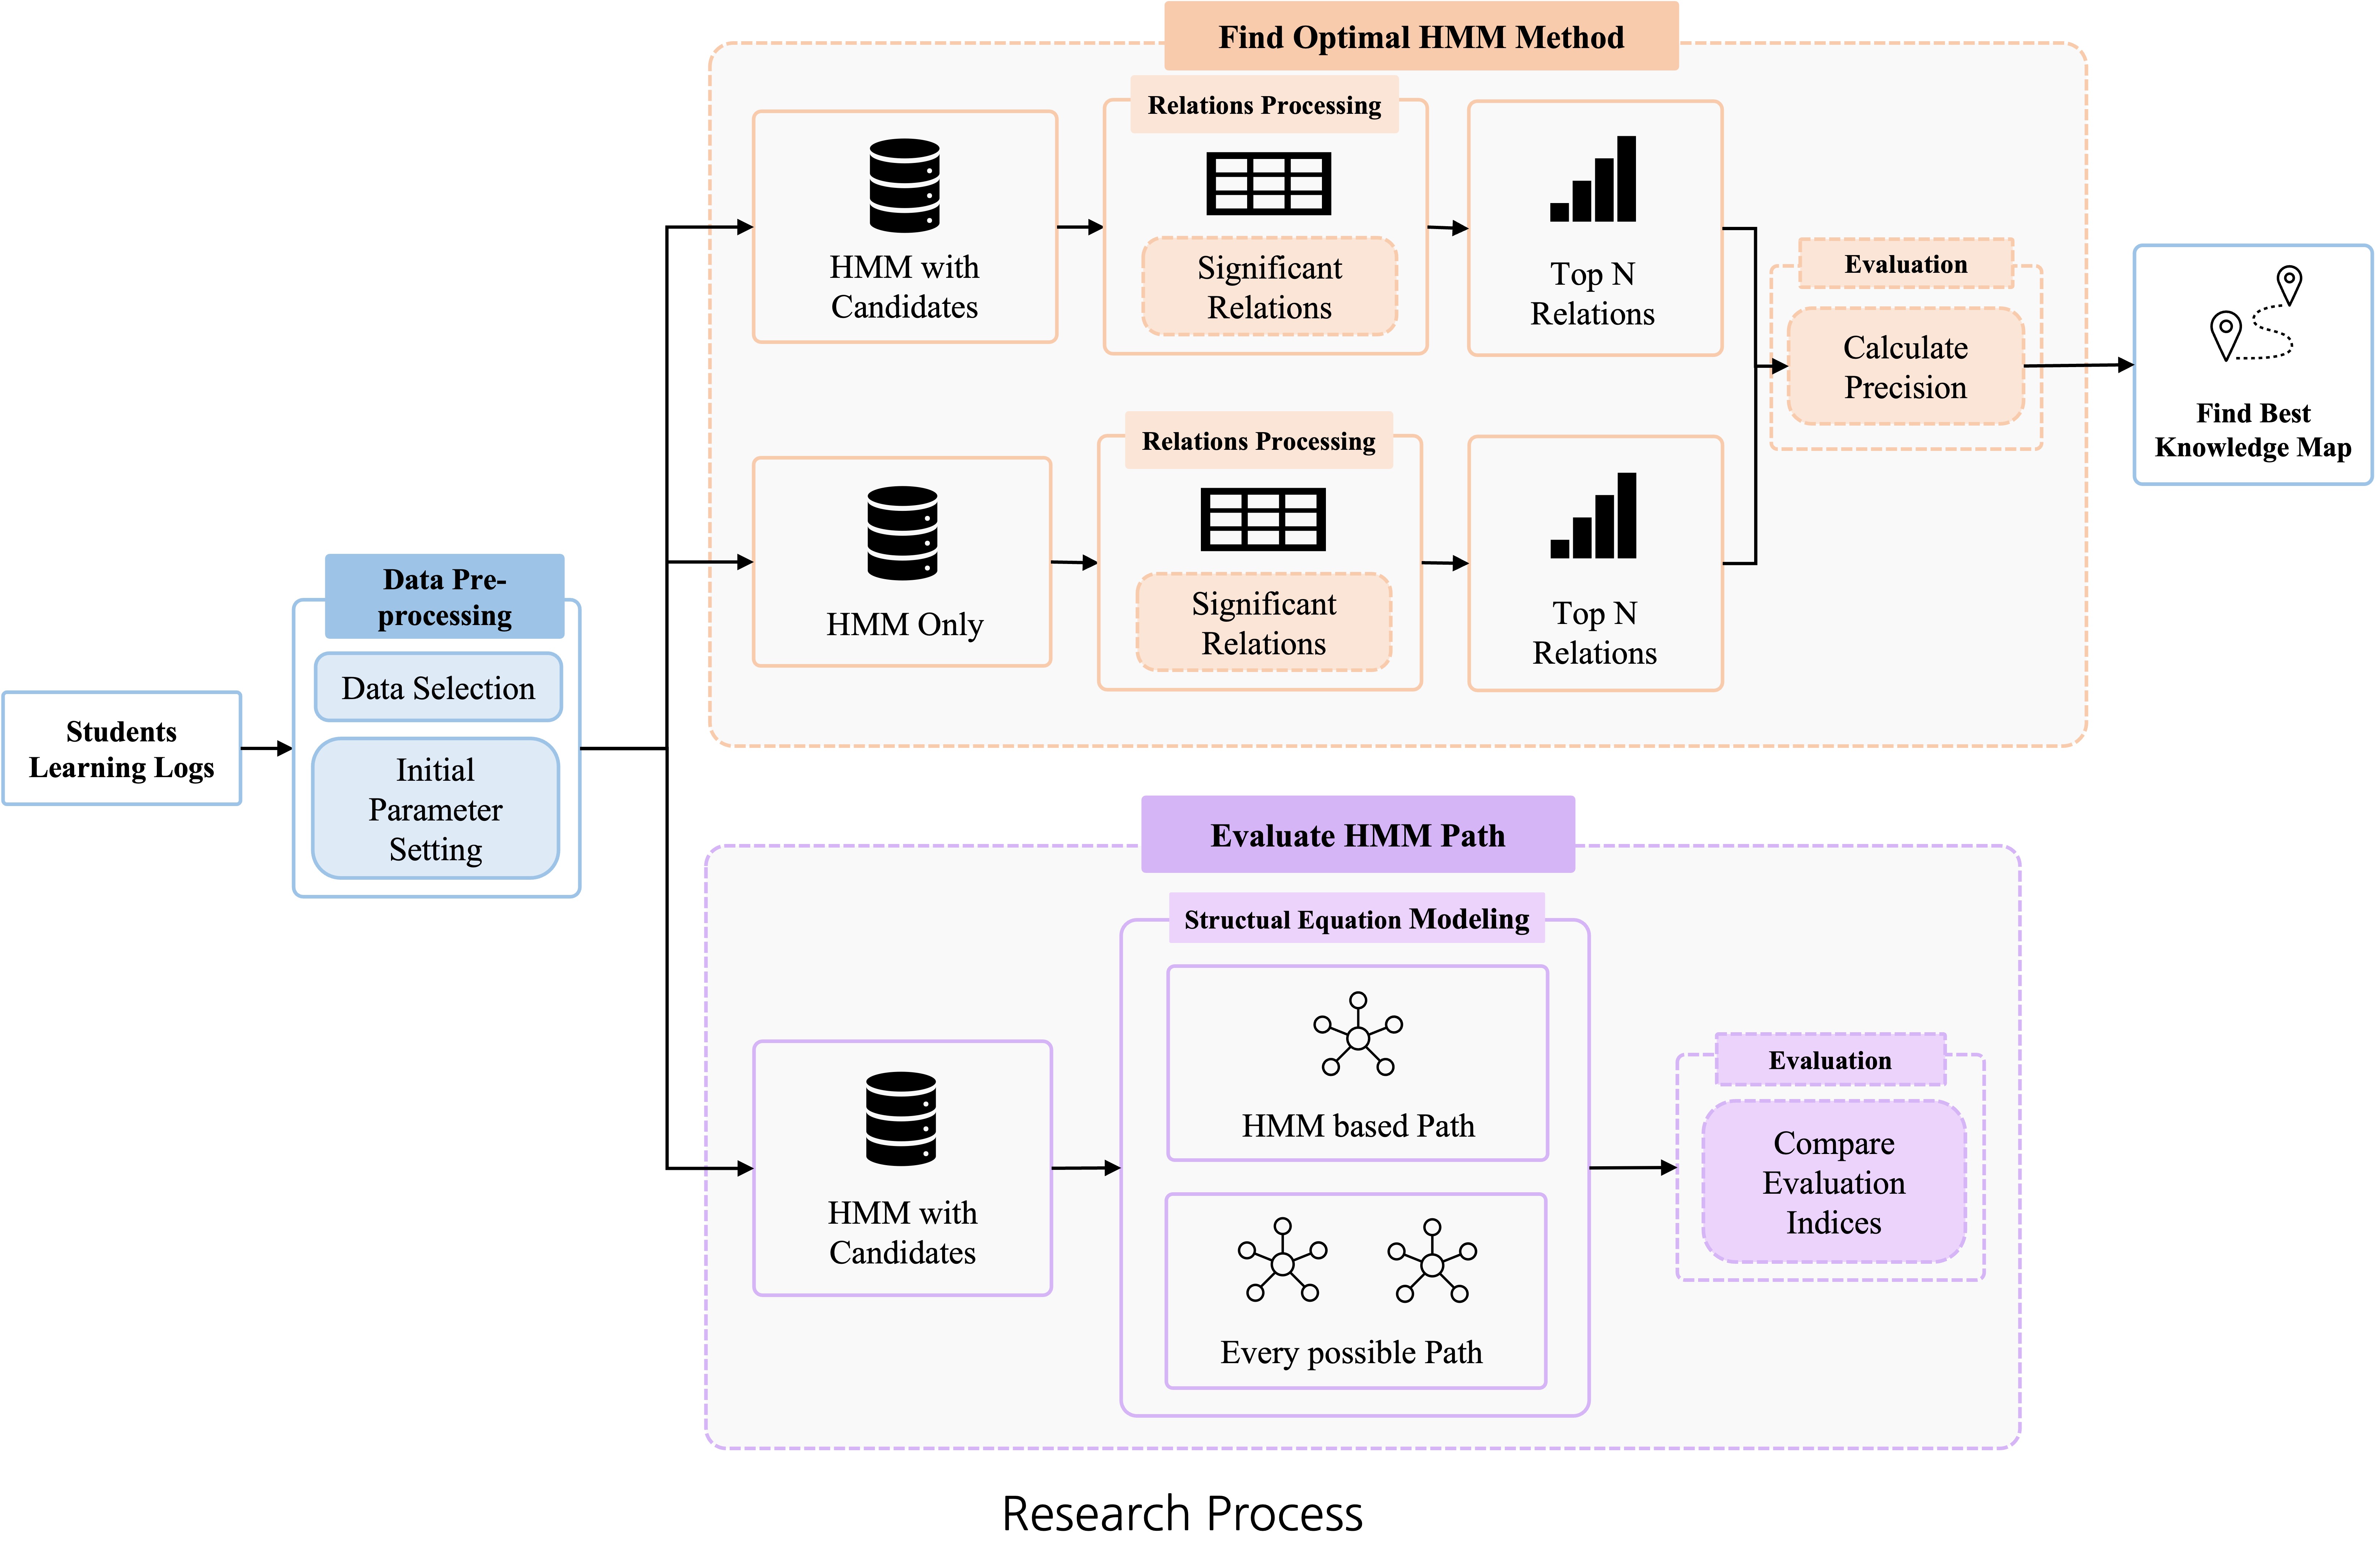 Find Optimal HMM Method
Relations Processing
HMM with
Candidates
Significant
Relations
Top N
Relations
Evaluation
Calculate
Precision
Find Best
Knowledge Map
Relations Processing
HMM Only
Significant
Relations
Top N
Relations
Data Pre-
processing
Data Selection
Initial
Parameter
Setting
Students
Learning Logs
Evaluate HMM Path
Structual Equation Modeling
HMM with
Candidates
HMM based Path
Every possible Path
Evaluation
Compare
Evaluation
Indices
Research Process